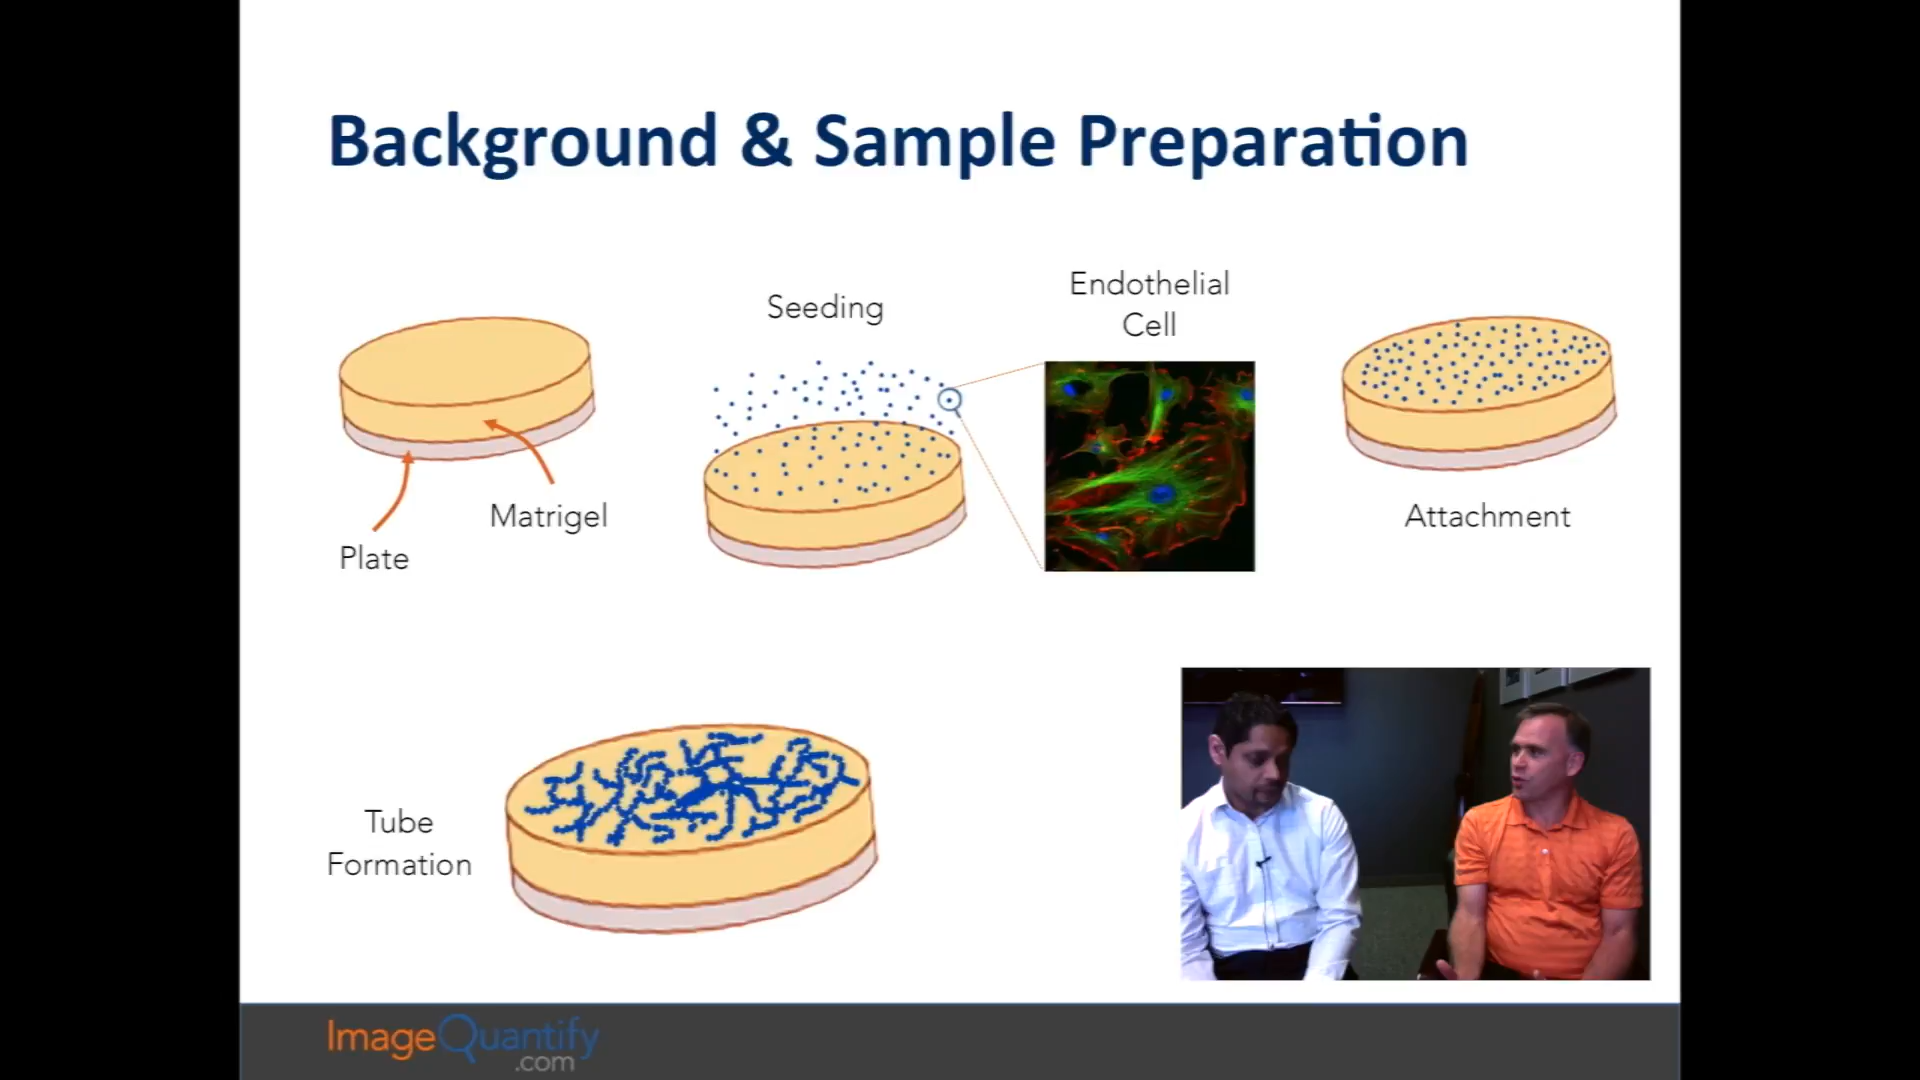 Background & Sample Preparation
Seeding
Endothelial
Cell
Plate
Matrigel
Attachment
Tube
Formation
ImageQuantify
.com